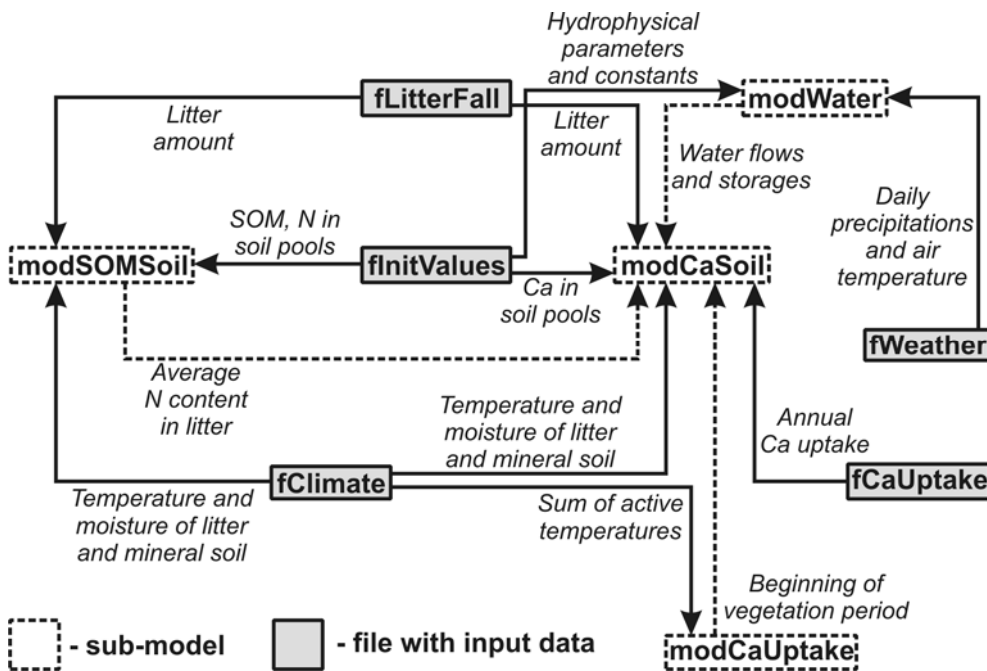 Hydrophysical
parameters
and constants
fLitterFall
modWater
Litter
amount
Litter
amount
Water flows
and storages
Daily
precipitations
and air
temperature
SOM, N in
soil pools
modSOMSoil
fInitValues
modCaSoil
Ca in
soil pools
fWeather
Average
N content
in litter
Temperature and
moisture of litter
and mineral soil
Annual
Ca uptake
fClimate
fCaUptake
Temperature and
moisture of litter
and mineral soil
Sum of active
temperatures
Beginning of
vegetation period
- sub-model
- file with input data
modCaUptake